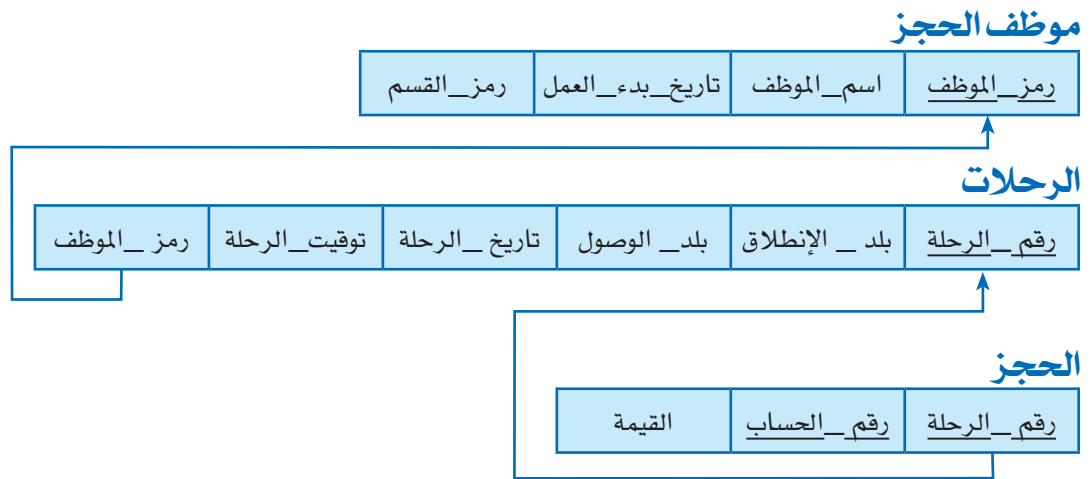 موظف الحجز
رمز_الموظف اسم_الموظف تاريخ_بدء_العمل رمز_القسم
الرحلات
رقم_الرحلة بلد _ الإنطلاق بلد_ الوصول تاريخ _الرحلة توقيت_الرحلة رمز _الموظف
الحجز
رقم_الرحلة رقم_الحساب القيمة